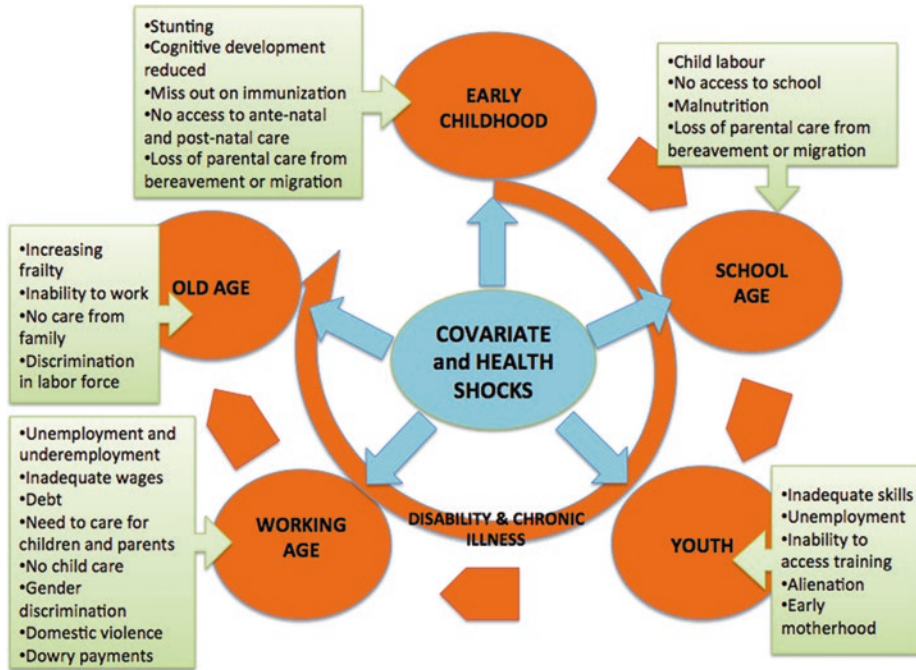 •Stunting
•Cognitive development
reduced
•Miss out on immunization
•No access to ante-natal
and post-natal care
•Loss of parental care from
bereavement or migration
EARLY
CHILDHOOD
•Child labour
•No access to school
•Malnutrition
•Loss of parental care from
bereavement or migration
SCHOOL
AGE
•Increasing
frailty
•Inability to work
•No care from
family
•Discrimination
in labor force
OLD AGE
COVARIATE
and HEALTH
SHOCKS
•Unemployment and
underemployment
•Inadequate wages
•Debt
•Need to care for
children and parents
•No child care
•Gender
discrimination
•Domestic violence
•Dowry payments
WORKING
AGE
DISABILITY & CHRONIC
ILLNESS
YOUTH
•Inadequate skills
•Unemployment
•Inability to
access training
•Alienation
•Early
motherhood